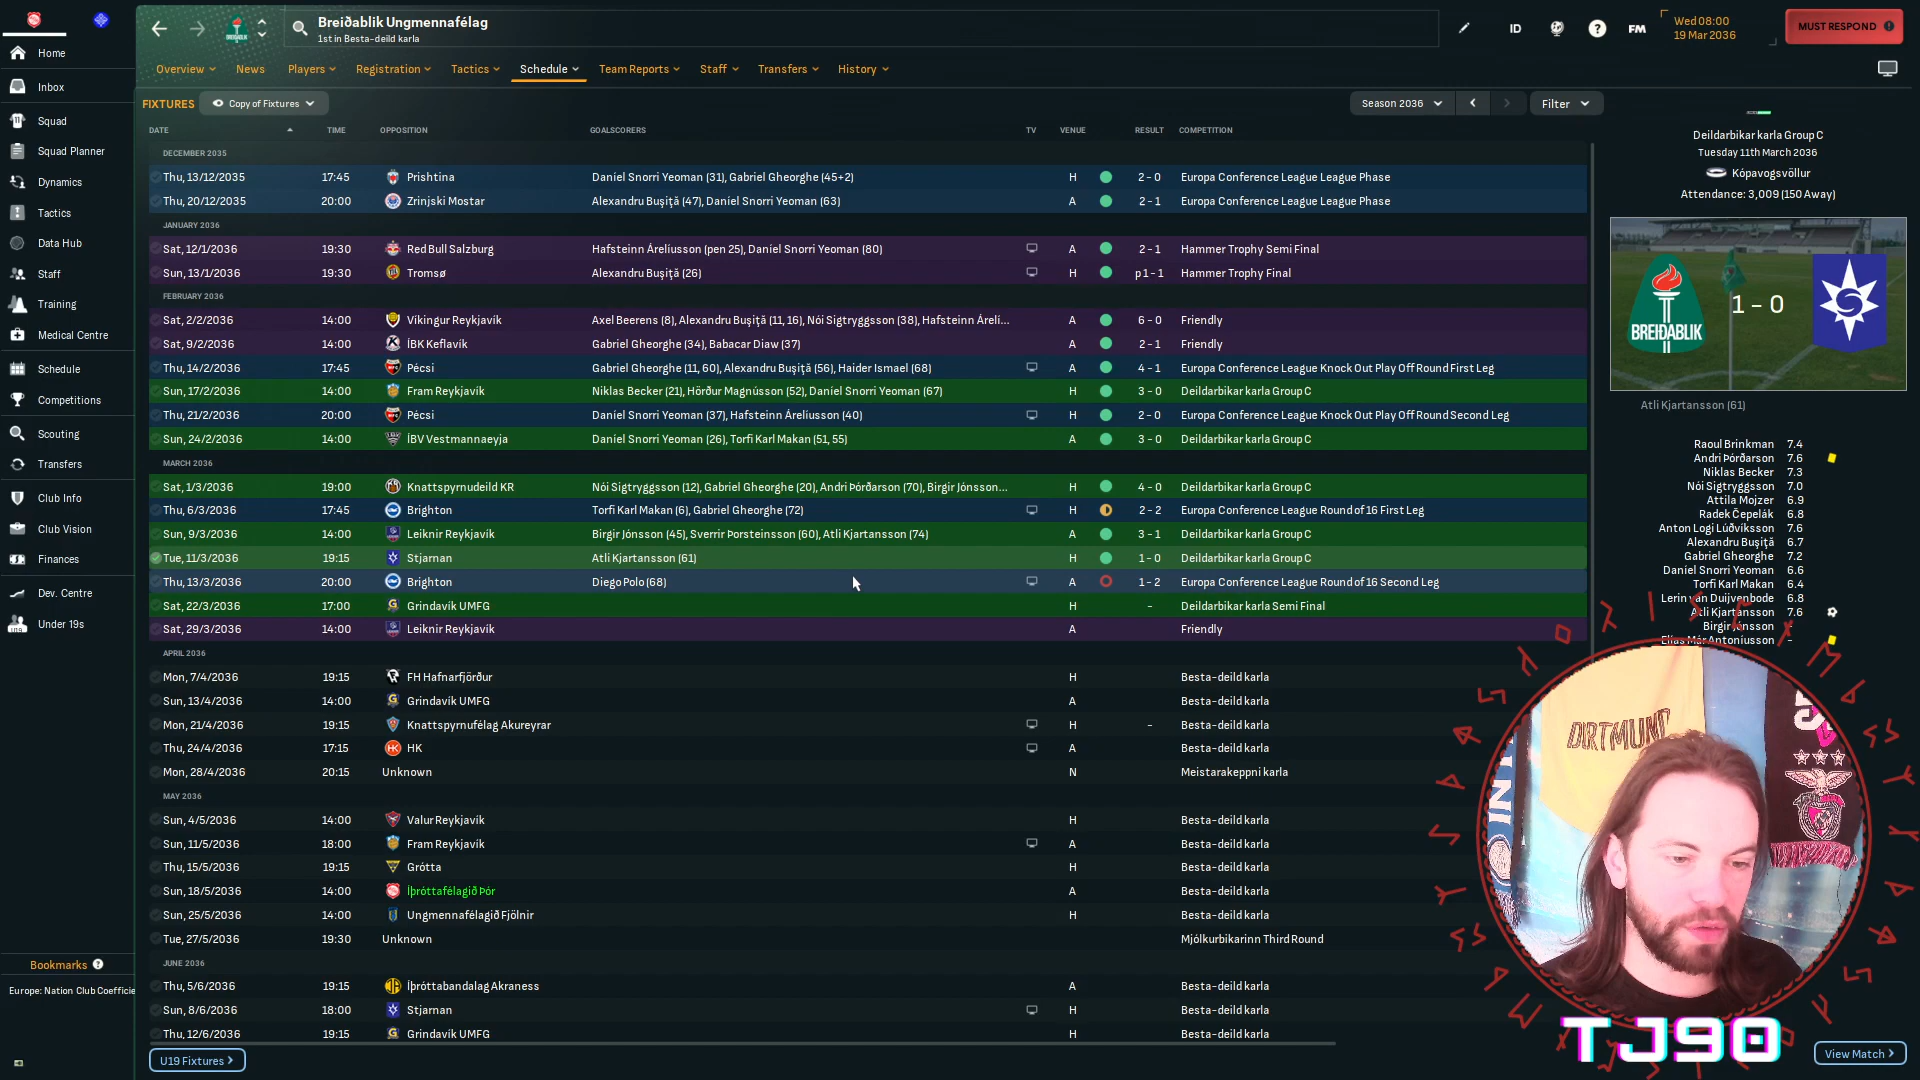 Breiðablik Ungmennafélag
1st in Besta-deild karla
ID
FM
Wed 08:00
19 Mar 2036
MUST RESPOND
Home
Inbox
Squad
Squad Planner
Dynamics
Tactics
Data Hub
Staff
Training
Medical Centre
Schedule
Competitions
Scouting
Transfers
Club Info
Club Vision
Finances
Dev. Centre
Under 19s
Bookmarks
Europe: Nation Club Coefficie
Overview News Players Registration Tactics Schedule Team Reports Staff Transfers History
FIXTURES Copy of Fixtures Season 2036 Filter
DATE TIME OPPOSITION GOALSCORERS TV VENUE RESULT COMPETITION
DECEMBER 2035
Thu, 13/12/2035 17:45 Prishtina Daníel Snorri Yeoman (31), Gabriel Gheorghe (45+2) H 2 - 0 Europa Conference League League Phase
Thu, 20/12/2035 20:00 Zrinjski Mostar Alexandru Bușiță (47), Daníel Snorri Yeoman (63) A 2 - 1 Europa Conference League League Phase
JANUARY 2036
Sat, 12/1/2036 19:30 Red Bull Salzburg Hafsteinn Árelíusson (pen 25), Daníel Snorri Yeoman (80) A 2 - 1 Hammer Trophy Semi Final
Sun, 13/1/2036 19:30 Tromsø Alexandru Bușiță (26) H p 1 - 1 Hammer Trophy Final
FEBRUARY 2036
Sat, 2/2/2036 14:00 Víkingur Reykjavík Axel Beerens (8), Alexandru Bușiță (11, 16), Nói Sigtryggsson (38), Hafsteinn Árelí... A 6 - 0 Friendly
Sat, 9/2/2036 14:00 ÍBK Keflavík Gabriel Gheorghe (34), Babacar Diaw (37) A 2 - 1 Friendly
Thu, 14/2/2036 17:45 Pécsi Gabriel Gheorghe (11, 60), Alexandru Bușiță (56), Haider Ismael (68) A 4 - 1 Europa Conference League Knock Out Play Off Round First Leg
Sun, 17/2/2036 14:00 Fram Reykjavík Niklas Becker (21), Hörður Magnússon (52), Daníel Snorri Yeoman (67) H 3 - 0 Deildarbikar karla Group C
Thu, 21/2/2036 20:00 Pécsi Daníel Snorri Yeoman (37), Hafsteinn Árelíusson (40) H 2 - 0 Europa Conference League Knock Out Play Off Round Second Leg
Sun, 24/2/2036 14:00 ÍBV Vestmannaeyja Daníel Snorri Yeoman (26), Torfi Karl Makan (51, 55) A 3 - 0 Deildarbikar karla Group C
MARCH 2036
Sat, 1/3/2036 19:00 Knattspyrnudeild KR Nói Sigtryggsson (12), Gabriel Gheorghe (20), Andri Þórðarson (70), Birgir Jónsson... H 4 - 0 Deildarbikar karla Group C
Thu, 6/3/2036 17:45 Brighton Torfi Karl Makan (6), Gabriel Gheorghe (72) H 2 - 2 Europa Conference League Round of 16 First Leg
Sun, 9/3/2036 14:00 Leiknir Reykjavík Birgir Jónsson (45), Sverrir Þorsteinsson (60), Atli Kjartansson (74) A 3 - 1 Deildarbikar karla Group C
Tue, 11/3/2036 19:15 Stjarnan Atli Kjartansson (61) H 1 - 0 Deildarbikar karla Group C
Thu, 13/3/2036 20:00 Brighton Diego Polo (68) A 1 - 2 Europa Conference League Round of 16 Second Leg
Sat, 22/3/2036 17:00 Grindavík UMFG H - Deildarbikar karla Semi Final
Sat, 29/3/2036 14:00 Leiknir Reykjavík A Friendly
APRIL 2036
Mon, 7/4/2036 19:15 FH Hafnarfjörður H Besta-deild karla
Sun, 13/4/2036 14:00 Grindavík UMFG A Besta-deild karla
Mon, 21/4/2036 19:15 Knattspyrnufélag Akureyrar H - Besta-deild karla
Thu, 24/4/2036 17:15 HK A Besta-deild karla
Mon, 28/4/2036 20:15 Unknown N Meistarakeppni karla
MAY 2036
Sun, 4/5/2036 14:00 Valur Reykjavík H Besta-deild karla
Sun, 11/5/2036 18:00 Fram Reykjavík A Besta-deild karla
Thu, 15/5/2036 19:15 Grótta H Besta-deild karla
Sun, 18/5/2036 14:00 Íþróttafélagið Þór A Besta-deild karla
Sun, 25/5/2036 14:00 Ungmennafélagið Fjölnir H Besta-deild karla
Tue, 27/5/2036 19:30 Unknown Mjólkurbikarinn Third Round
JUNE 2036
Thu, 5/6/2036 19:15 Íþróttabandalag Akraness A Besta-deild karla
Sun, 8/6/2036 18:00 Stjarnan H Besta-deild karla
Thu, 12/6/2036 19:15 Grindavík UMFG H Besta-deild karla
U19 Fixtures
Deildarbikar karla Group C
Tuesday 11th March 2036
Kópavogsvöllur
Attendance: 3,009 (150 Away)
BREIÐABLIK
1 - 0
Atli Kjartansson (61)
Raoul Brinkman 7.4
Andri Þórðarson 7.6
Niklas Becker 7.3
Nói Sigtryggsson 7.0
Attila Mojzer 6.9
Radek Čepelák 6.8
Anton Logi Lúðvíksson 7.6
Alexandru Bușiță 6.7
Gabriel Gheorghe 7.2
Daníel Snorri Yeoman 6.6
Torfi Karl Makan 6.4
Lerin van Duijvenbode 6.8
Atli Kjartansson 7.6
Birgir Jónsson -
Elías Már Antoníusson -
DORTMUND
TJ90
View Match